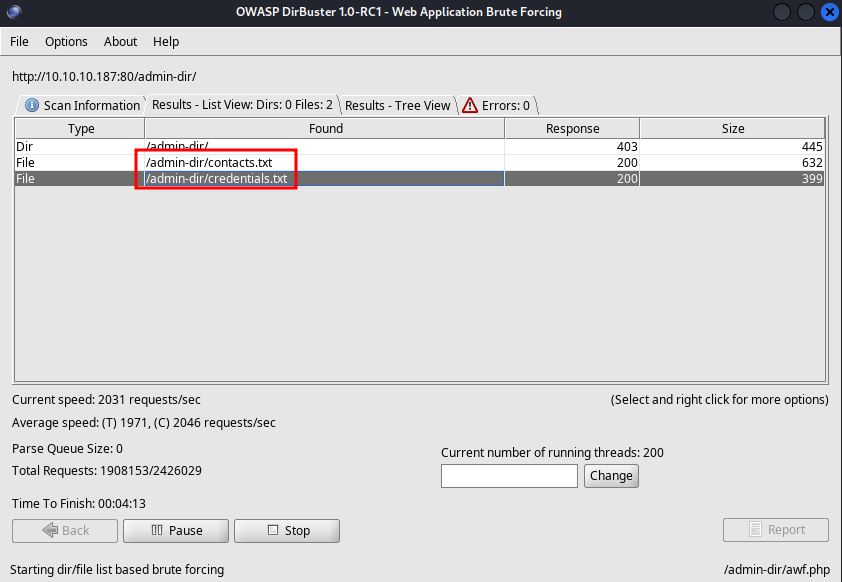 OWASP DirBuster 1.0-RC1 - Web Application Brute Forcing
File Options About Help
http://10.10.10.187:80/admin-dir/
Scan Information Results - List View: Dirs: 0 Files: 2 Results - Tree View Errors: 0
Type Found Response Size
Dir /admin-dir/ 403 445
File /admin-dir/contacts.txt 200 632
File /admin-dir/credentials.txt 200 399
Current speed: 2031 requests/sec (Select and right click for more options)
Average speed: (T) 1971, (C) 2046 requests/sec
Parse Queue Size: 0
Current number of running threads: 200
Total Requests: 1908153/2426029
Change
Time To Finish: 00:04:13
Back Pause Stop Report
Starting dir/file list based brute forcing /admin-dir/awf.php